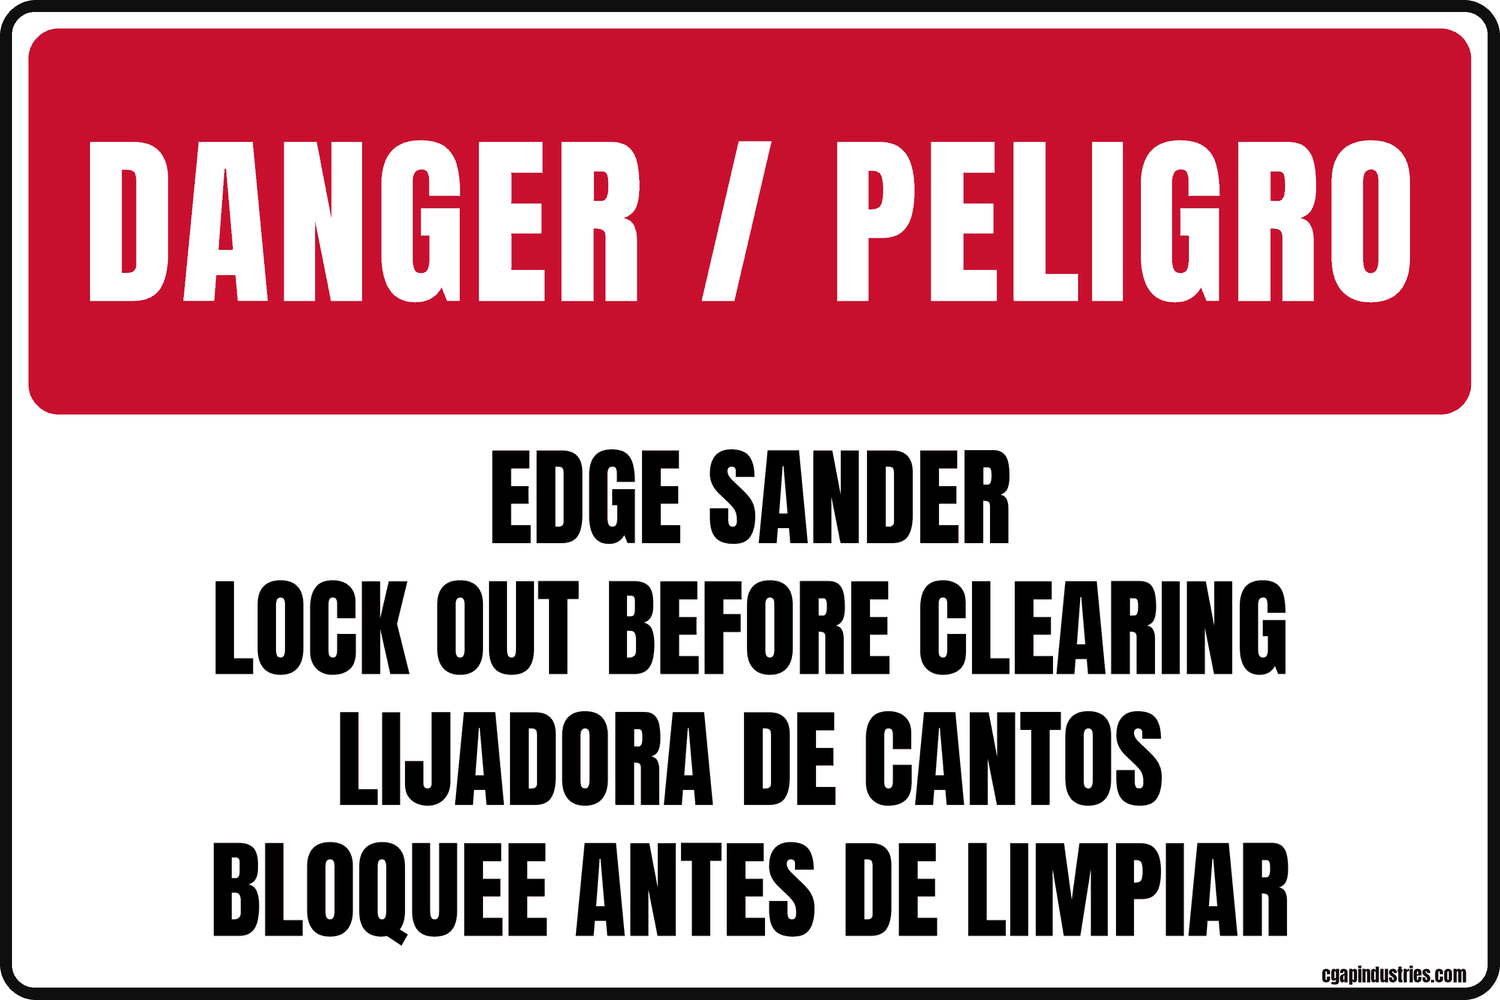 DANGER / PELIGRO
EDGE SANDER
LOCK OUT BEFORE CLEARING
LIJADORA DE CANTOS
BLOQUEE ANTES DE LIMPIAR
cgapindustries.com